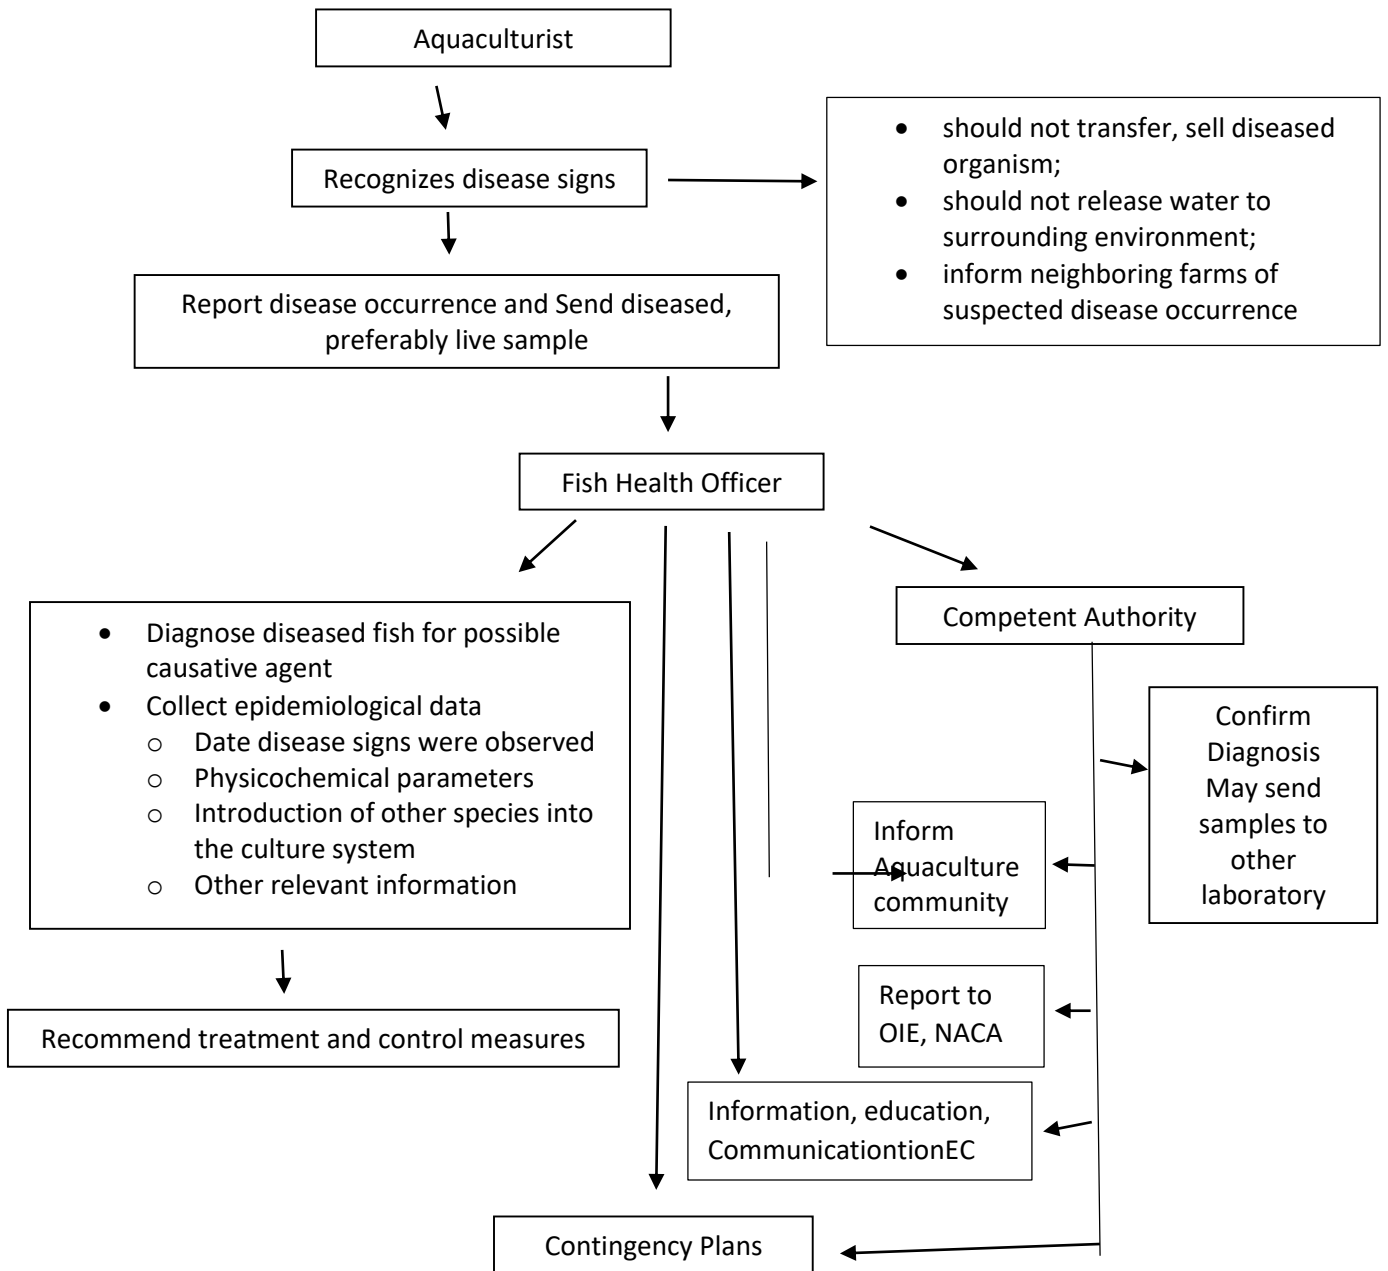 Aquaculturist
Recognizes disease signs
• should not transfer, sell diseased
organism;
• should not release water to
surrounding environment;
• inform neighboring farms of
suspected disease occurrence
Report disease occurrence and Send diseased,
preferably live sample
Fish Health Officer
• Diagnose diseased fish for possible
causative agent
• Collect epidemiological data
o Date disease signs were observed
o Physicochemical parameters
o Introduction of other species into
the culture system
o Other relevant information
Recommend treatment and control measures
Competent Authority
Confirm
Diagnosis
May send
samples to
other
laboratory
Inform
Aquaculture
community
Report to
OIE, NACA
Information, education,
CommunicationtionEC
Contingency Plans